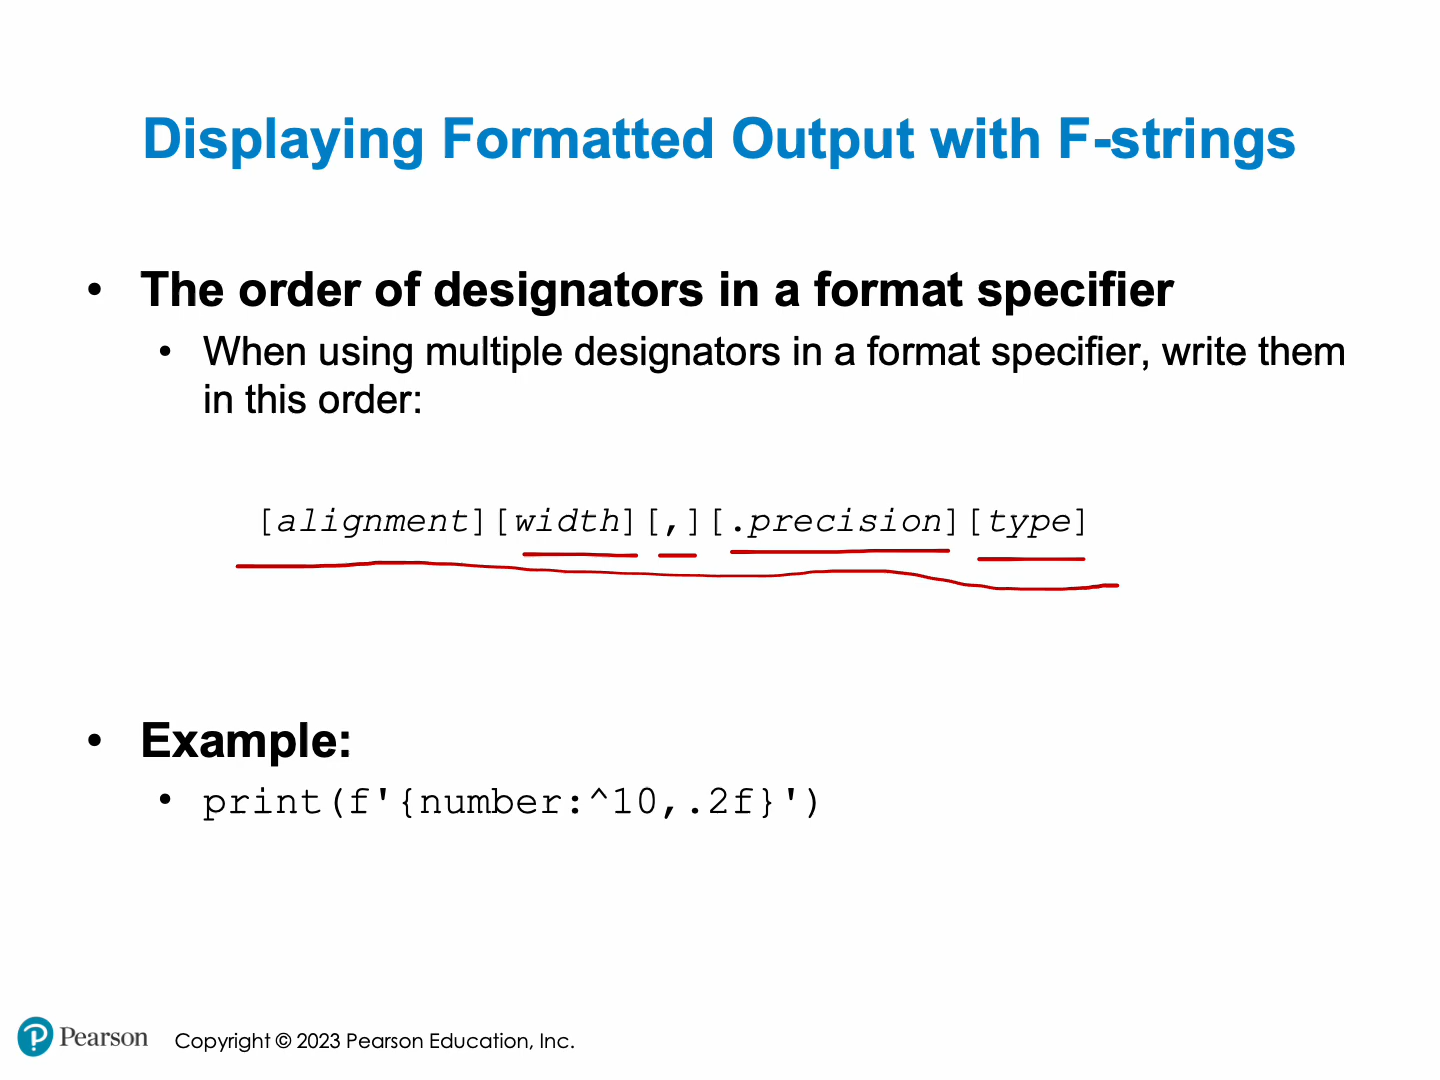 Displaying Formatted Output with F-strings
• The order of designators in a format specifier
• When using multiple designators in a format specifier, write them
in this order:
[alignment][width][,][.precision][type]
• Example:
• print(f'{number:^10,.2f}')
Pearson
Copyright © 2023 Pearson Education, Inc.